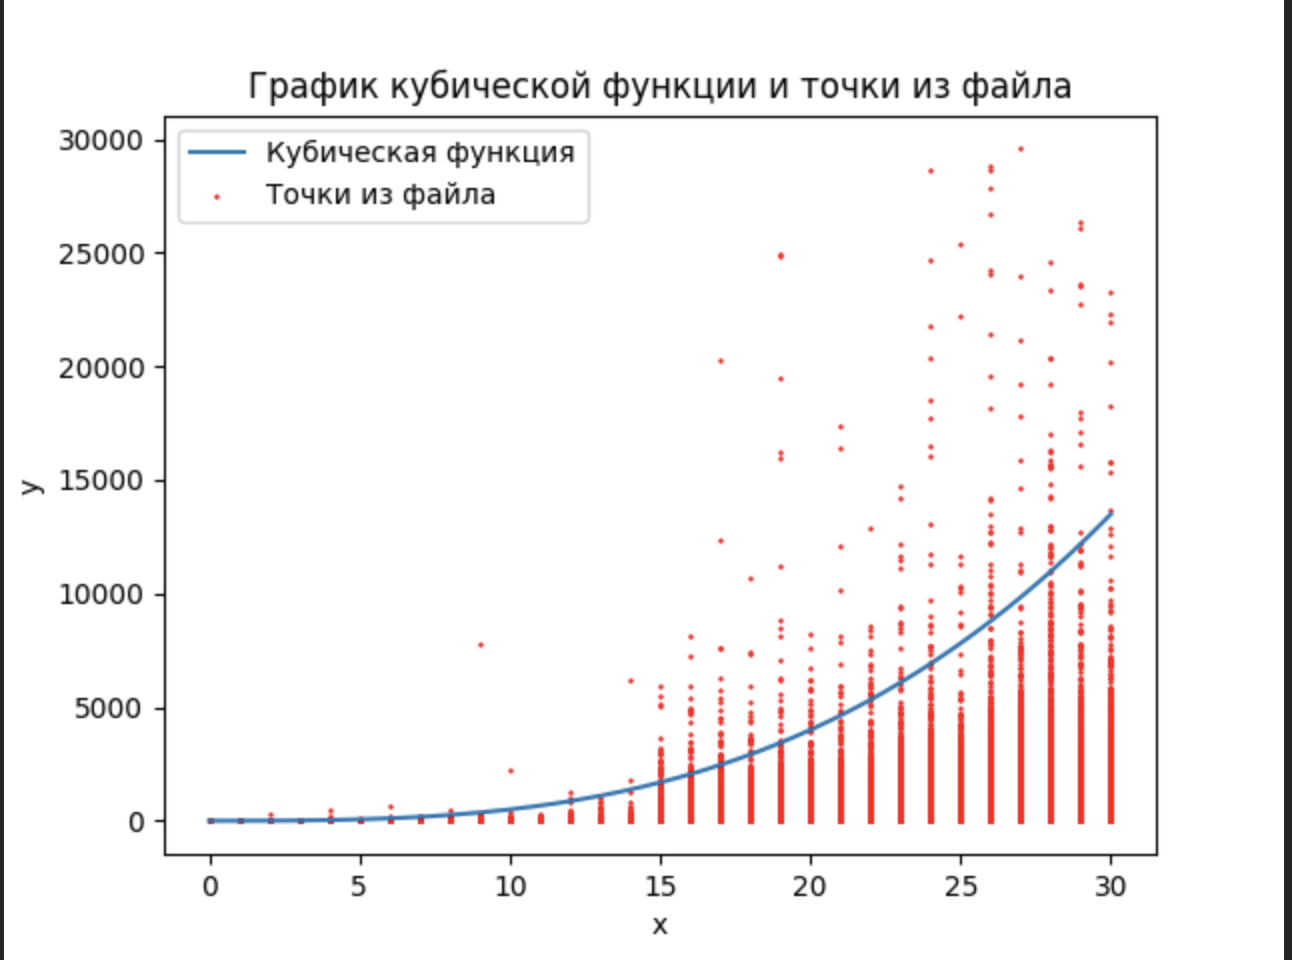 График кубической функции и точки из файла
30000
Кубическая функция
Точки из файла
25000
20000
15000
10000
5000
0
y
0 5 10 15 20 25 30
x